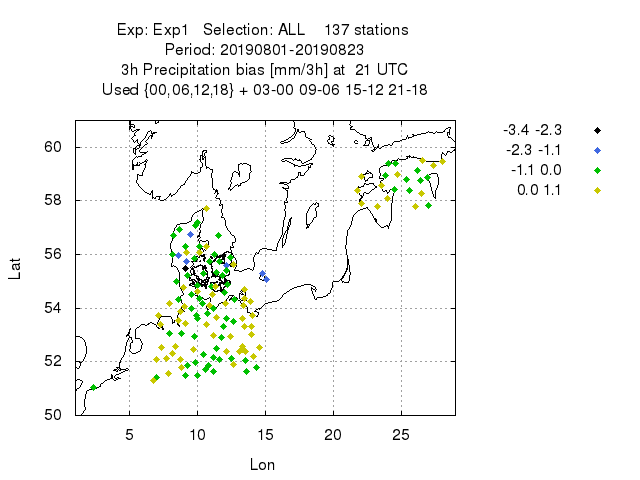 Exp: Exp1 Selection: ALL 137 stations
Period: 20190801-20190823
3h Precipitation bias [mm/3h] at 21 UTC
Used {00,06,12,18} + 03-00 09-06 15-12 21-18
-3.4 -2.3
-2.3 -1.1
-1.1 0.0
0.0 1.1
Lat
60
58
56
54
52
50
5 10 15 20 25
Lon